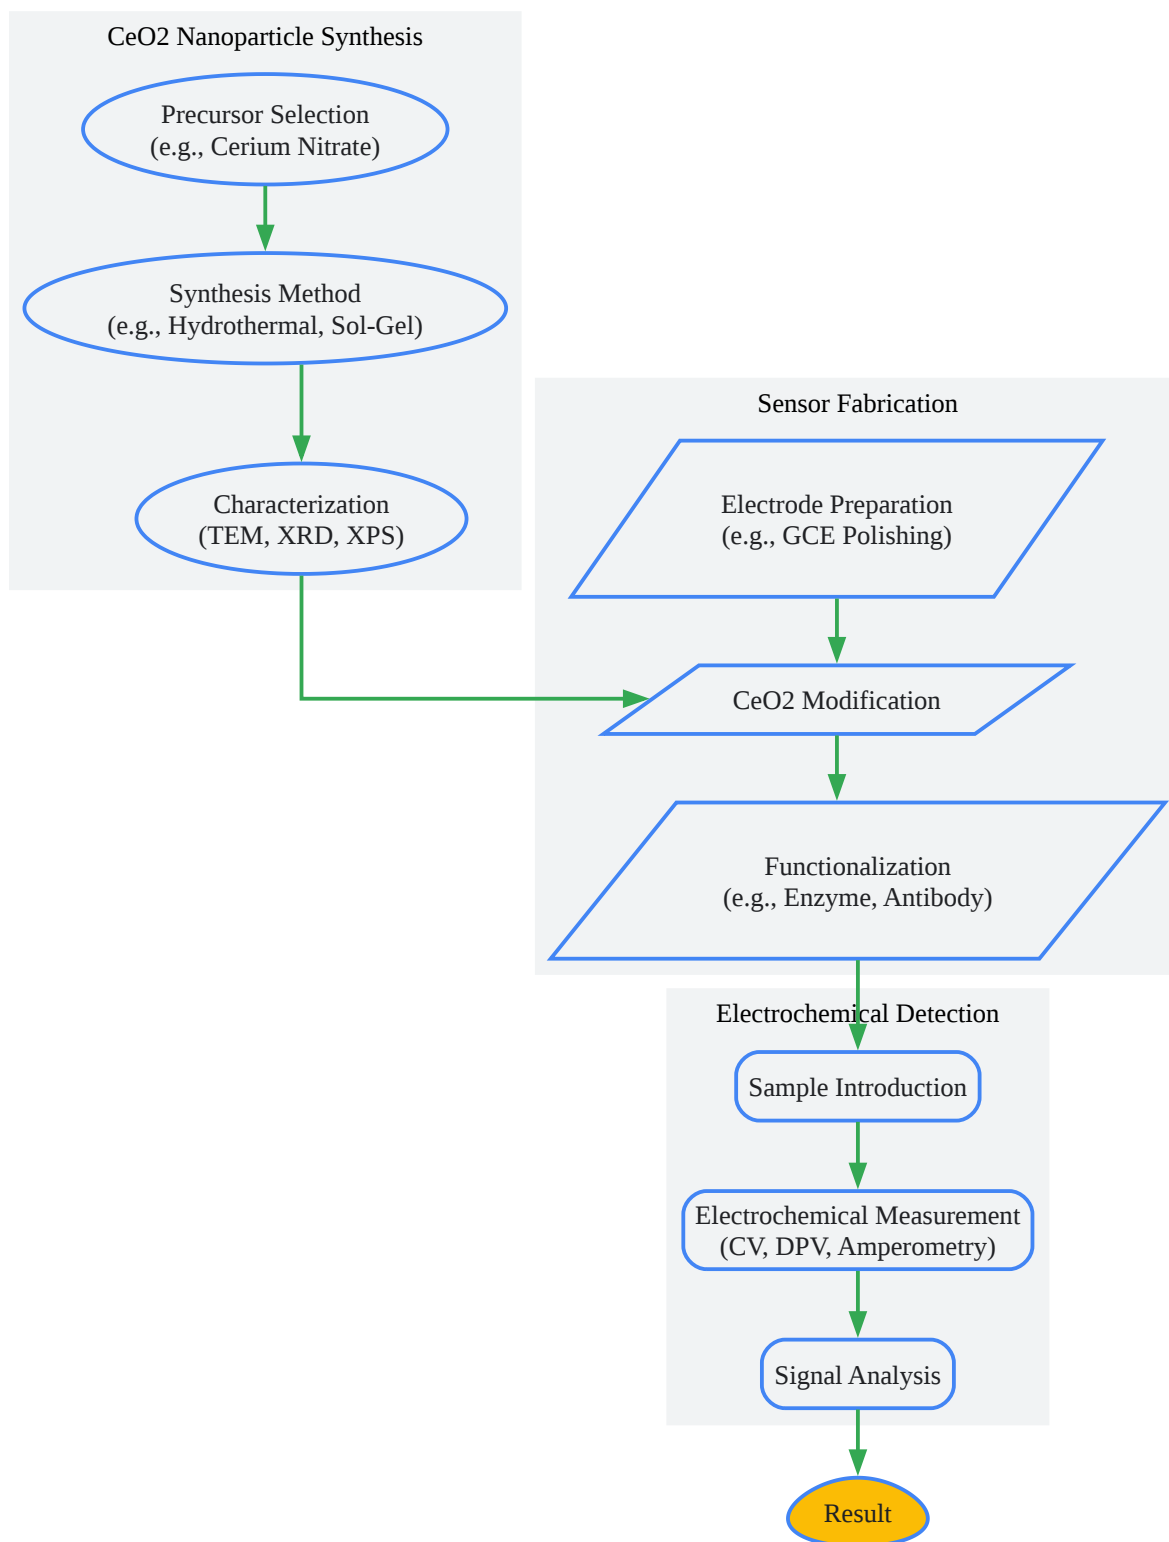 CeO2 Nanoparticle Synthesis
Precursor Selection
(e.g., Cerium Nitrate)
Synthesis Method
(e.g., Hydrothermal, Sol-Gel)
Characterization
(TEM, XRD, XPS)
Sensor Fabrication
Electrode Preparation
(e.g., GCE Polishing)
CeO2 Modification
Functionalization
(e.g., Enzyme, Antibody)
Electrochemical Detection
Sample Introduction
Electrochemical Measurement
(CV, DPV, Amperometry)
Signal Analysis
Result